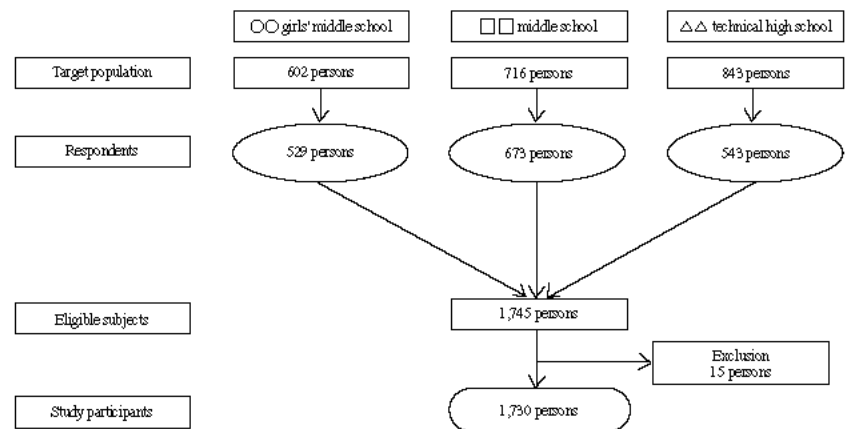 ○○ girls' middle school
□□ middle school
△△ technical high school
Target population
602 persons
716 persons
843 persons
Respondents
529 persons
673 persons
543 persons
Eligible subjects
1,745 persons
Exclusion
15 persons
Study participants
1,730 persons